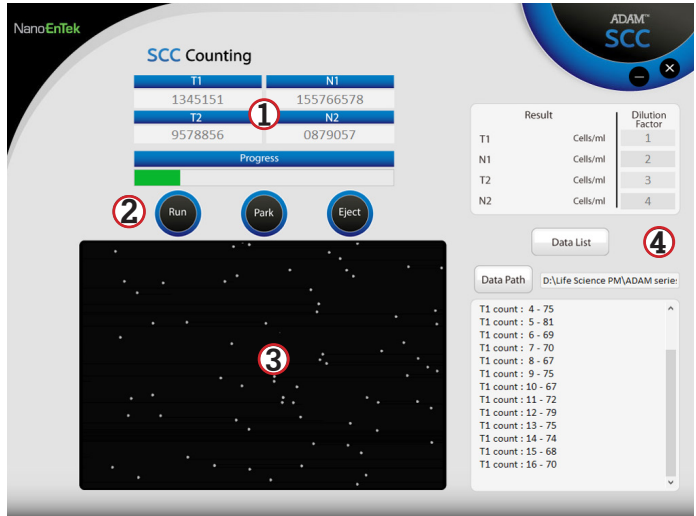 NanoEnTek
ADAM™
SCC
SCC Counting
T1 N1
1345151 155766578
1
T2 N2
9578856 0879057
Progress
2
Run Park Eject
3
Result Dilution Factor
T1 Cells/ml 1
N1 Cells/ml 2
T2 Cells/ml 3
N2 Cells/ml 4
Data List
4
Data Path D:\Life Science PM\ADAM serie
T1 count : 4 - 75
T1 count : 5 - 81
T1 count : 6 - 69
T1 count : 7 - 70
T1 count : 8 - 67
T1 count : 9 - 75
T1 count : 10 - 67
T1 count : 11 - 72
T1 count : 12 - 79
T1 count : 13 - 75
T1 count : 14 - 74
T1 count : 15 - 68
T1 count : 16 - 70